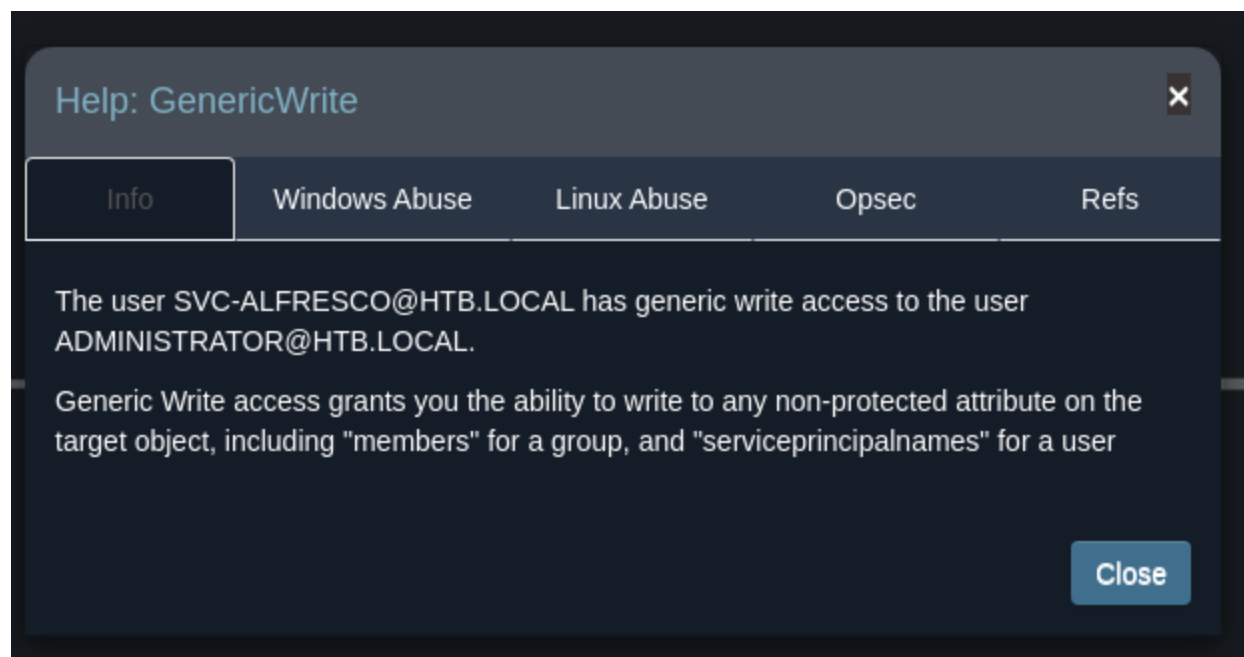 Help: GenericWrite
×
Info
Windows Abuse
Linux Abuse
Opsec
Refs
The user SVC-ALFRESCO@HTB.LOCAL has generic write access to the user
ADMINISTRATOR@HTB.LOCAL.
Generic Write access grants you the ability to write to any non-protected attribute on the
target object, including "members" for a group, and "serviceprincipalnames" for a user
Close